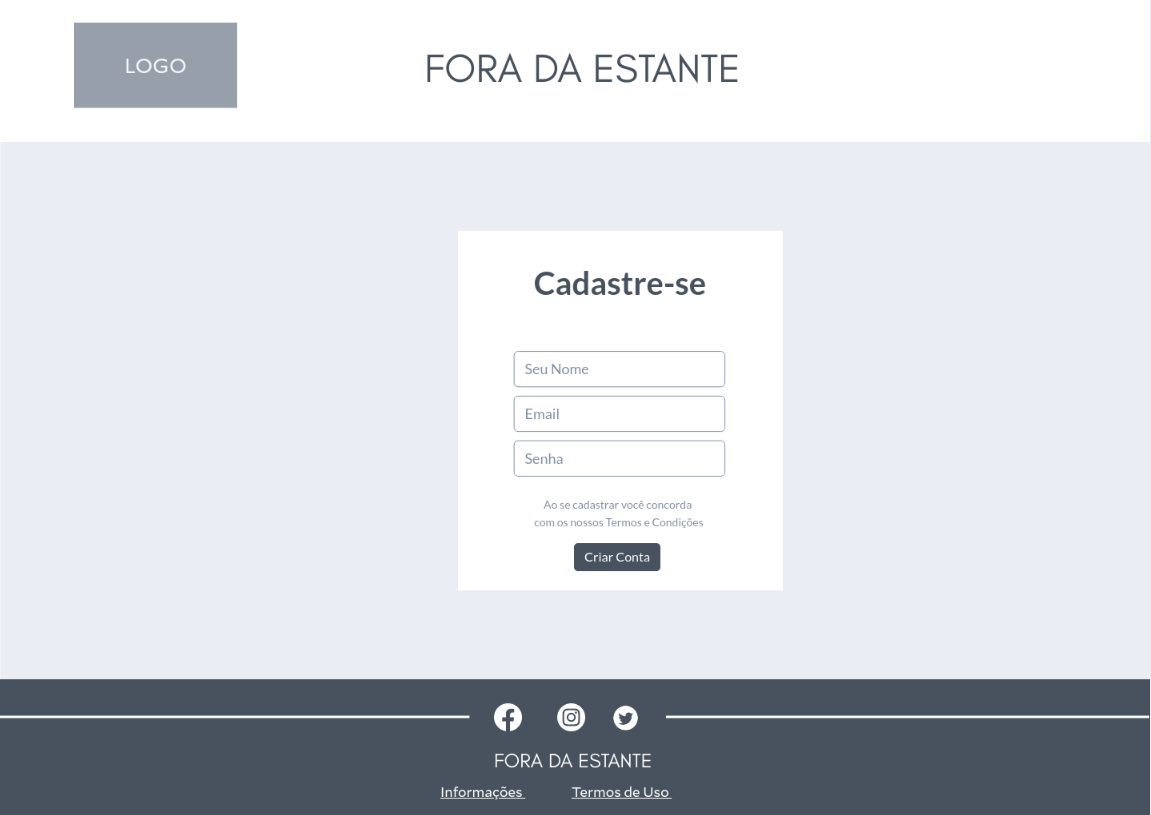 LOGO
FORA DA ESTANTE
Cadastre-se
Seu Nome
Email
Senha
Ao se cadastrar você concorda
com os nossos Termos e Condições
Criar Conta
FORA DA ESTANTE
Informações Termos de Uso